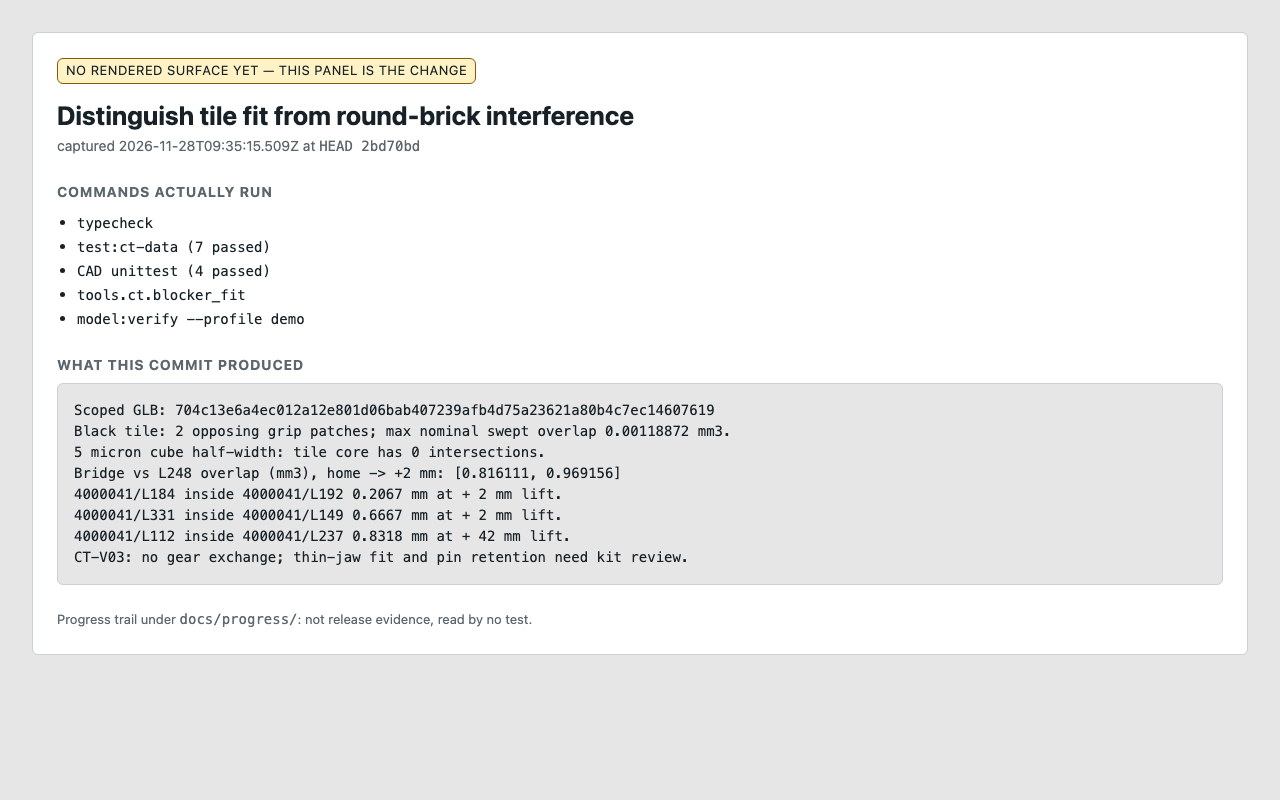 NO RENDERED SURFACE YET — THIS PANEL IS THE CHANGE
Distinguish tile fit from round-brick interference
captured 2026-11-28T09:35:15.509Z at HEAD 2bd70bd
COMMANDS ACTUALLY RUN
• typecheck
• test:ct-data (7 passed)
• CAD unittest (4 passed)
• tools.ct.blocker_fit
• model:verify --profile demo
WHAT THIS COMMIT PRODUCED
Scoped GLB: 704c13e6a4ec012a12e801d06bab407239afb4d75a23621a80b4c7ec14607619
Black tile: 2 opposing grip patches; max nominal swept overlap 0.00118872 mm3.
5 micron cube half-width: tile core has 0 intersections.
Bridge vs L248 overlap (mm3), home -> +2 mm: [0.816111, 0.969156]
4000041/L184 inside 4000041/L192 0.2067 mm at + 2 mm lift.
4000041/L331 inside 4000041/L149 0.6667 mm at + 2 mm lift.
4000041/L112 inside 4000041/L237 0.8318 mm at + 42 mm lift.
CT-V03: no gear exchange; thin-jaw fit and pin retention need kit review.
Progress trail under docs/progress/: not release evidence, read by no test.